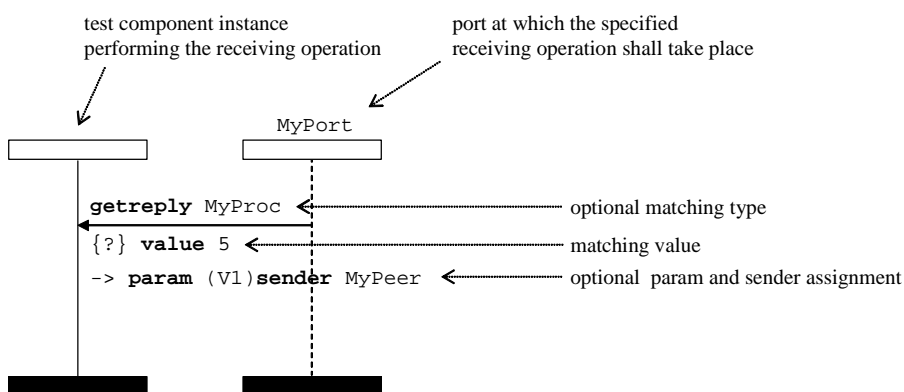 test component instance
performing the receiving operation
port at which the specified
receiving operation shall take place
MyPort
getreply MyProc
optional matching type
{?} value 5
matching value
-> param (V1)sender MyPeer
optional param and sender assignment